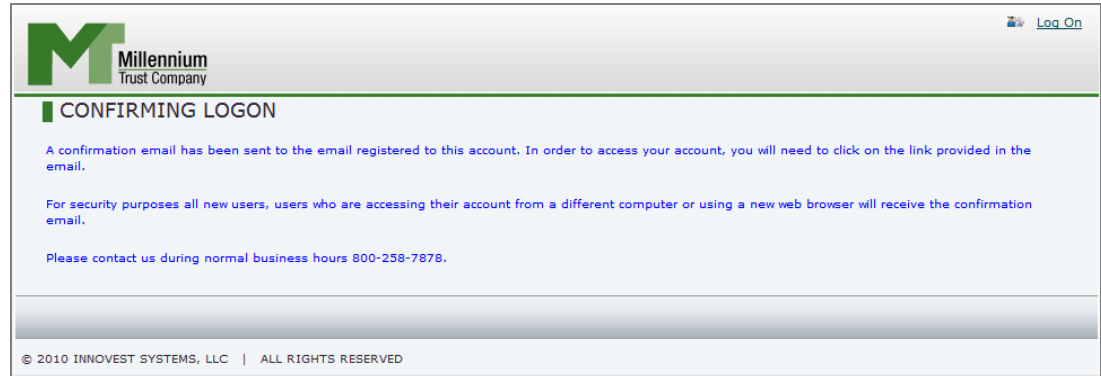 Log On
MT
Millennium
Trust Company
CONFIRMING LOGON
A confirmation email has been sent to the email registered to this account. In order to access your account, you will need to click on the link provided in the
email.
For security purposes all new users, users who are accessing their account from a different computer or using a new web browser will receive the confirmation
email.
Please contact us during normal business hours 800-258-7878.
© 2010 INNOVEST SYSTEMS, LLC | ALL RIGHTS RESERVED